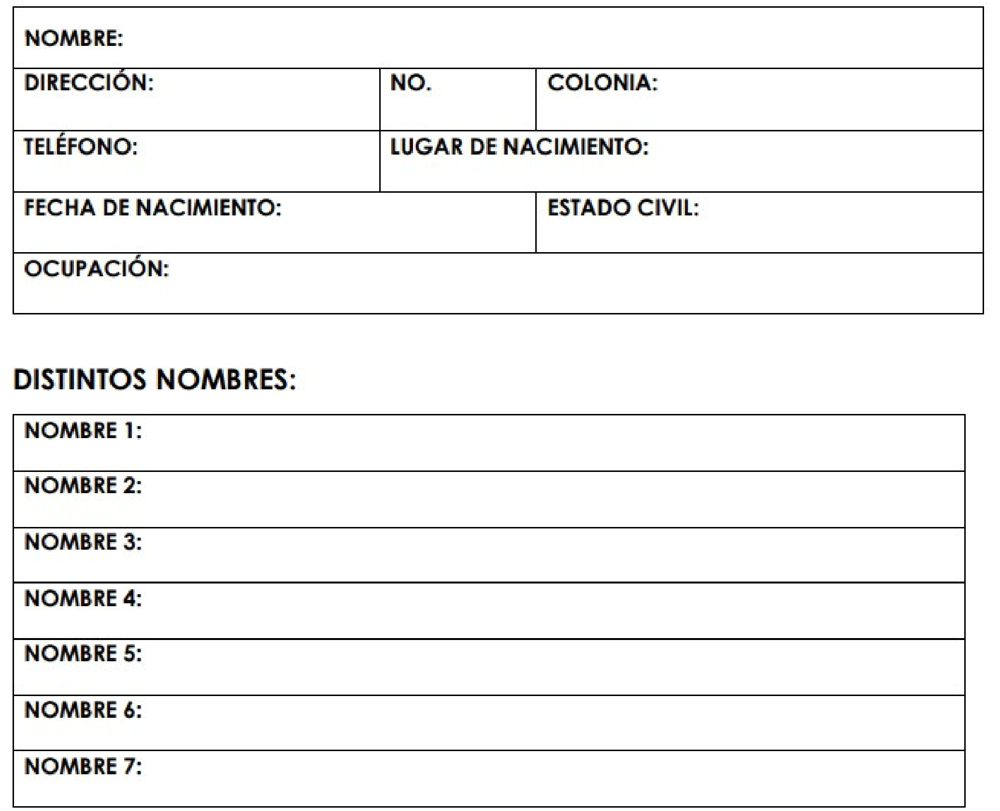 NOMBRE:
DIRECCIÓN: NO. COLONIA:
TELÉFONO: LUGAR DE NACIMIENTO:
FECHA DE NACIMIENTO: ESTADO CIVIL:
OCUPACIÓN:
DISTINTOS NOMBRES:
NOMBRE 1:
NOMBRE 2:
NOMBRE 3:
NOMBRE 4:
NOMBRE 5:
NOMBRE 6:
NOMBRE 7: